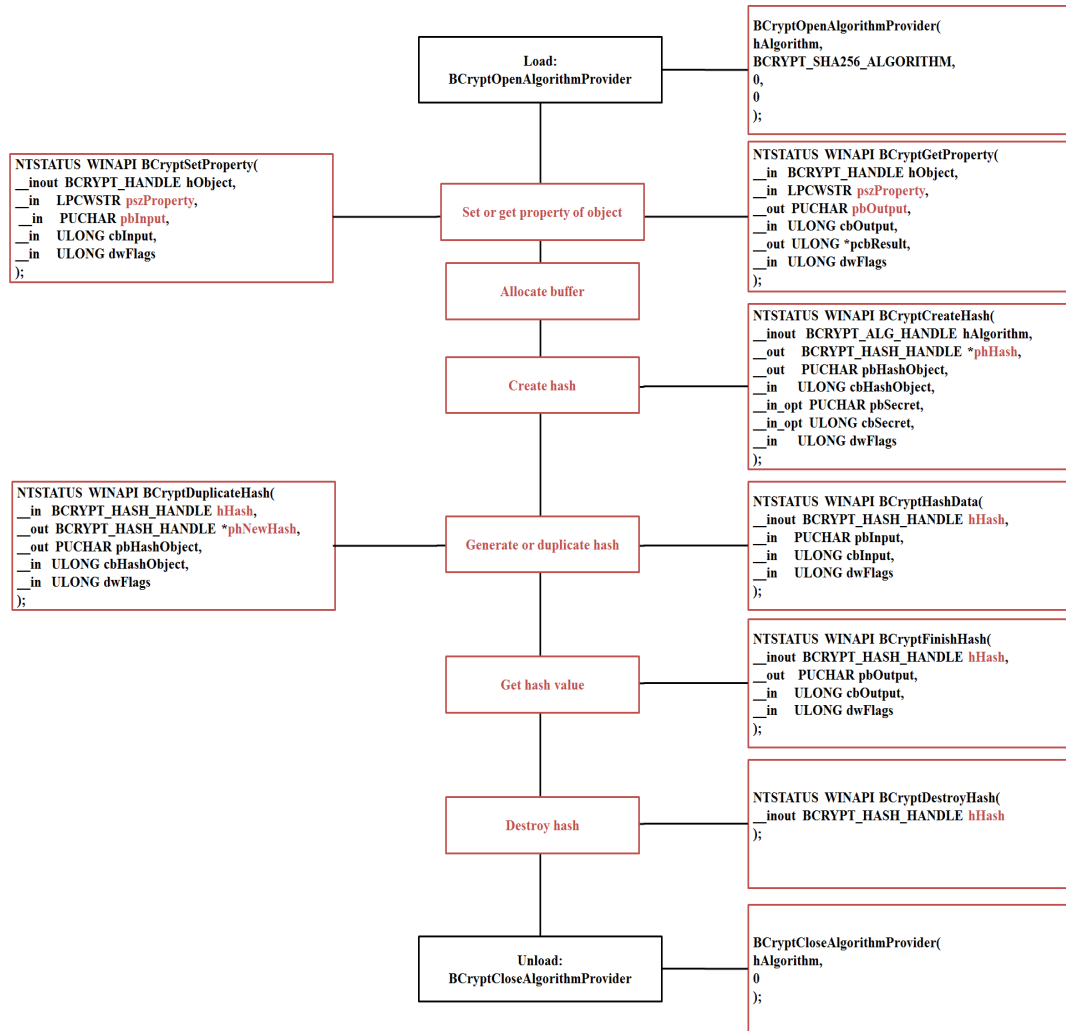 Load:
BCryptOpenAlgorithmProvider
BCryptOpenAlgorithmProvider(
hAlgorithm,
BCRYPT_SHA256_ALGORITHM,
0,
0
);
NTSTATUS WINAPI BCryptSetProperty(
__inout BCRYPT_HANDLE hObject,
__in LPCWSTR pszProperty,
__in PUCHAR pbInput,
__in ULONG cbInput,
__in ULONG dwFlags
);
Set or get property of object
NTSTATUS WINAPI BCryptGetProperty(
__in BCRYPT_HANDLE hObject,
__in LPCWSTR pszProperty,
__out PUCHAR pbOutput,
__in ULONG cbOutput,
__out ULONG *pcbResult,
__in ULONG dwFlags
);
Allocate buffer
Create hash
NTSTATUS WINAPI BCryptCreateHash(
__inout BCRYPT_ALG_HANDLE hAlgorithm,
__out BCRYPT_HASH_HANDLE *phHash,
__out PUCHAR pbHashObject,
__in ULONG cbHashObject,
__in_opt PUCHAR pbSecret,
__in_opt ULONG cbSecret,
__in ULONG dwFlags
);
NTSTATUS WINAPI BCryptDuplicateHash(
__in BCRYPT_HASH_HANDLE hHash,
__out BCRYPT_HASH_HANDLE *phNewHash,
__out PUCHAR pbHashObject,
__in ULONG cbHashObject,
__in ULONG dwFlags
);
Generate or duplicate hash
NTSTATUS WINAPI BCryptHashData(
__inout BCRYPT_HASH_HANDLE hHash,
__in PUCHAR pbInput,
__in ULONG cbInput,
__in ULONG dwFlags
);
Get hash value
NTSTATUS WINAPI BCryptFinishHash(
__inout BCRYPT_HASH_HANDLE hHash,
__out PUCHAR pbOutput,
__in ULONG cbOutput,
__in ULONG dwFlags
);
Destroy hash
NTSTATUS WINAPI BCryptDestroyHash(
__inout BCRYPT_HASH_HANDLE hHash
);
Unload:
BCryptCloseAlgorithmProvider
BCryptCloseAlgorithmProvider(
hAlgorithm,
0
);